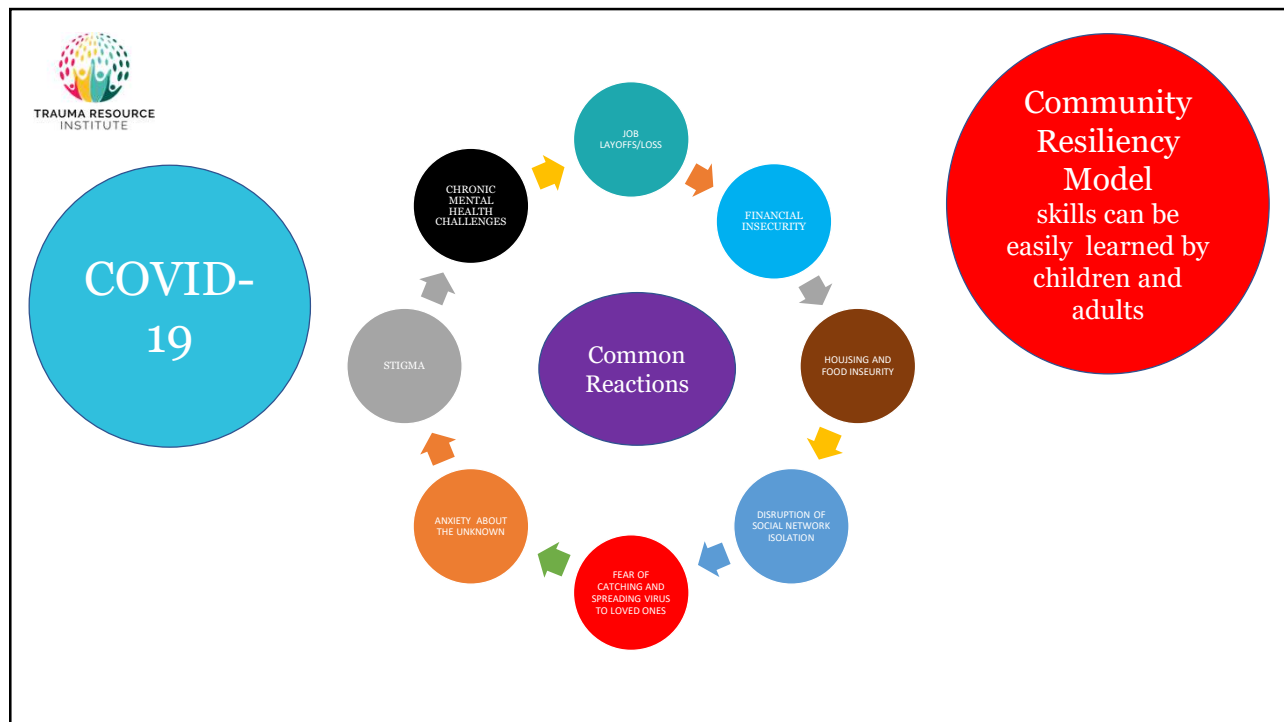 TRAUMA RESOURCE
INSTITUTE
COVID-
19
Common
Reactions
JOB
LAYOFFS/LOSS
FINANCIAL
INSECURITY
HOUJSING AND
FOOD INSEURITY
DISRUPTION OF
SOCIAL NETWORK
ISOLATION
FEAR OF
CATCHING AND
SPREADING VIRUS
TO LOVED ONES
ANXIETY ABOUT
THE UNKNOWN
STIGMA
CHRONIC
MENTAL
HEALTH
CHALLENGES
Community
Resiliency
Model
skills can be
easily learned by
children and
adults